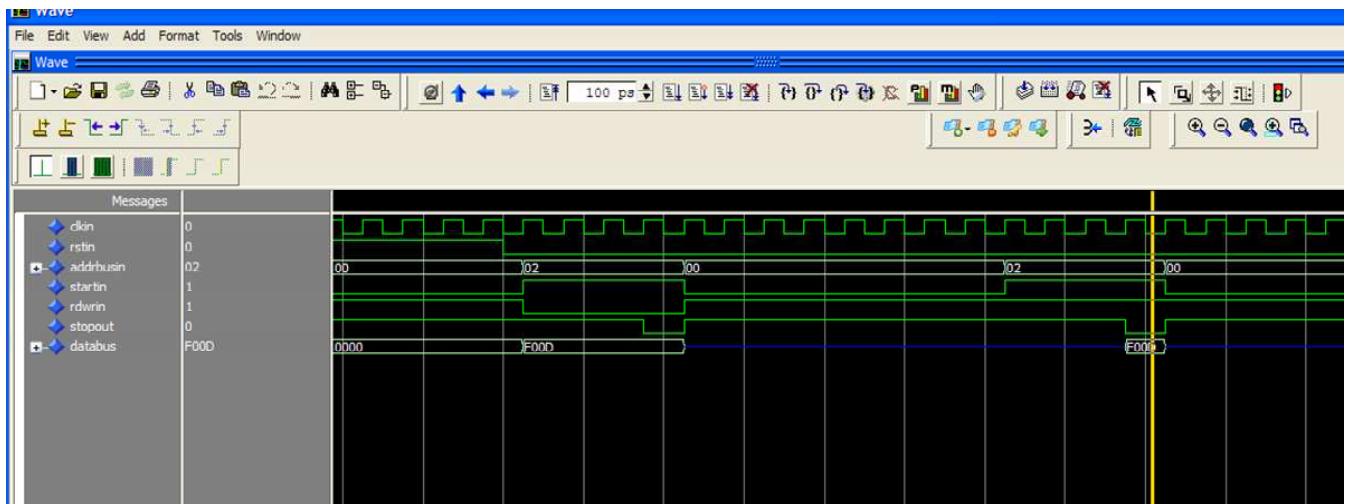 Wave
File Edit View Add Format Tools Window
Wave
100 ps
Messages
clkin 0
rstin 0
addrbusin 02 00 02 00 02 00
startin 1
rdwrin 1
stopout 0
databus F00D 0000 F00D F00D